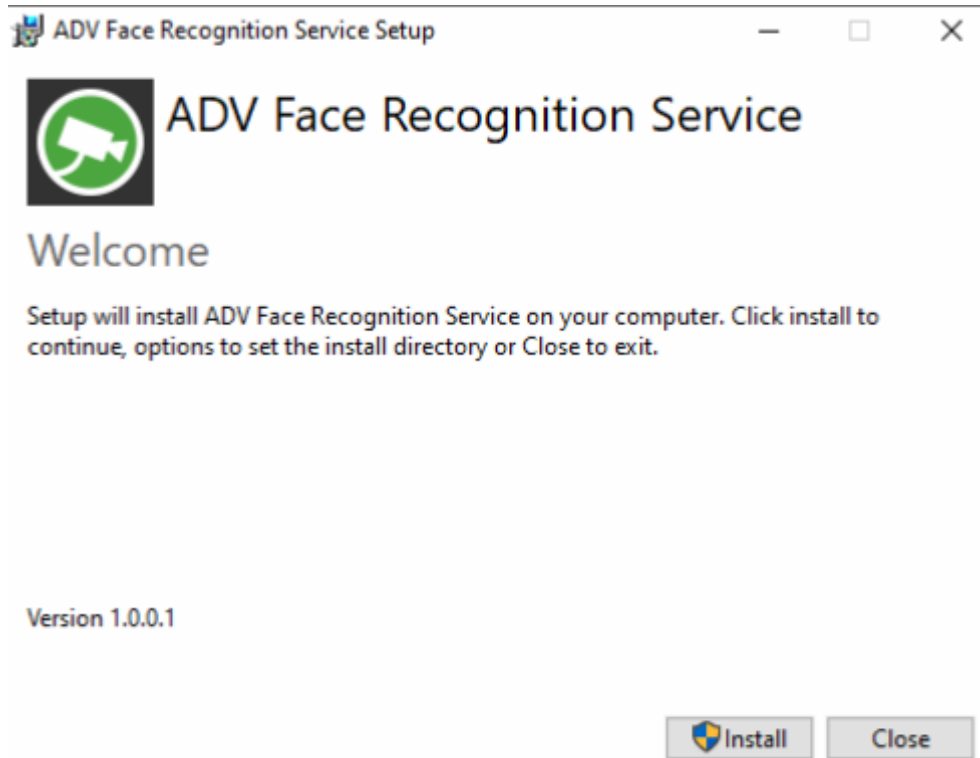 ADV Face Recognition Service Setup
ADV Face Recognition Service
Welcome
Setup will install ADV Face Recognition Service on your computer. Click install to
continue, options to set the install directory or Close to exit.
Version 1.0.0.1
Install
Close